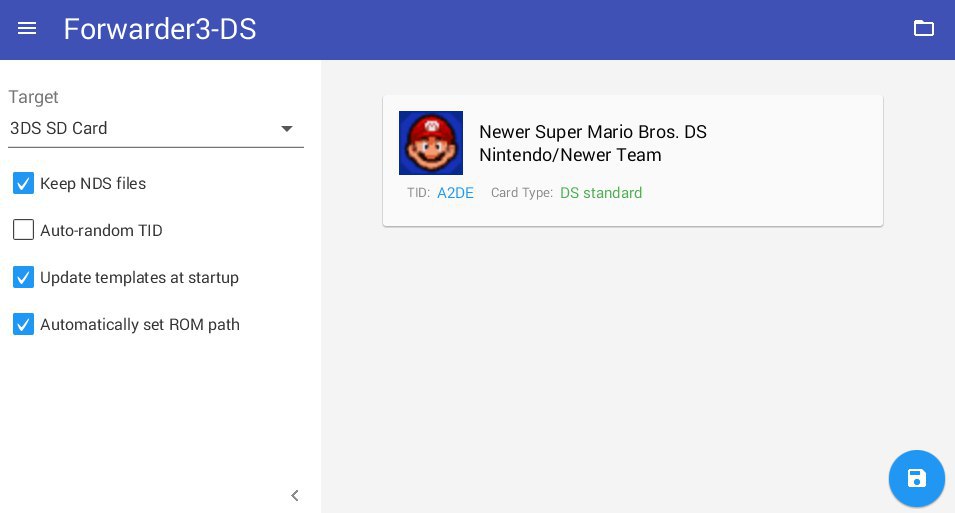 Forwarder3-DS
Target
3DS SD Card
Keep NDS files
Auto-random TID
Update templates at startup
Automatically set ROM path
Newer Super Mario Bros. DS
Nintendo/Newer Team
TID: A2DE Card Type: DS standard